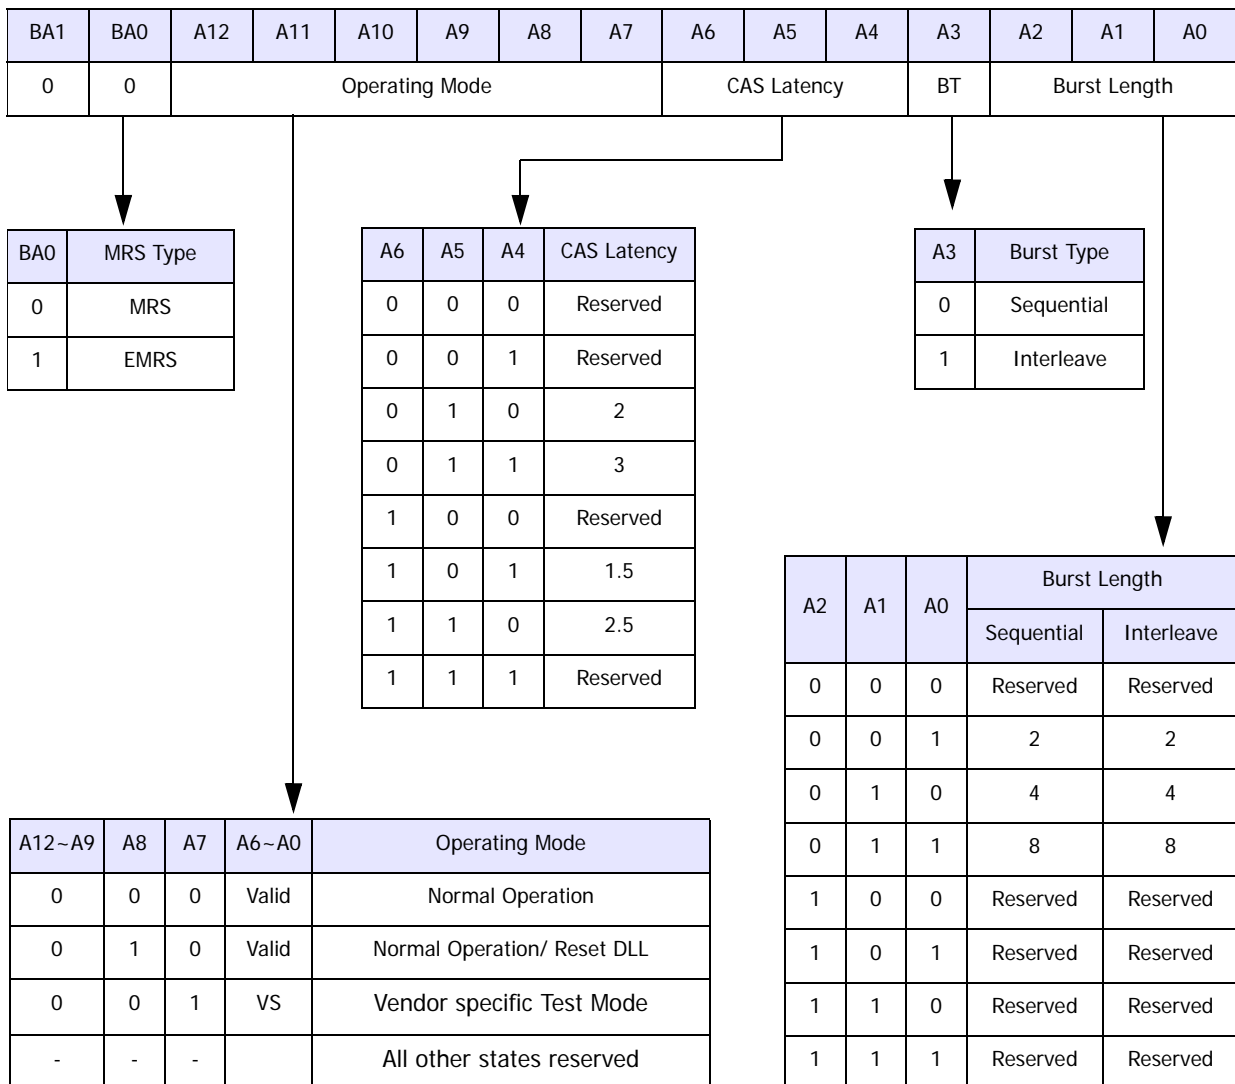 BA1 BA0 A12 A11 A10 A9 A8 A7 A6 A5 A4 A3 A2 A1 A0
0 0 Operating Mode CAS Latency BT Burst Length
BA0 MRS Type
0 MRS
1 EMRS
A6 A5 A4 CAS Latency
0 0 0 Reserved
0 0 1 Reserved
0 1 0 2
0 1 1 3
1 0 0 Reserved
1 0 1 1.5
1 1 0 2.5
1 1 1 Reserved
A3 Burst Type
0 Sequential
1 Interleave
A2 A1 A0 Burst Length
Sequential Interleave
0 0 0 Reserved Reserved
0 0 1 2 2
0 1 0 4 4
0 1 1 8 8
1 0 0 Reserved Reserved
1 0 1 Reserved Reserved
1 1 0 Reserved Reserved
1 1 1 Reserved Reserved
A12~A9 A8 A7 A6~A0 Operating Mode
0 0 0 Valid Normal Operation
0 1 0 Valid Normal Operation/ Reset DLL
0 0 1 VS Vendor specific Test Mode
- - - All other states reserved